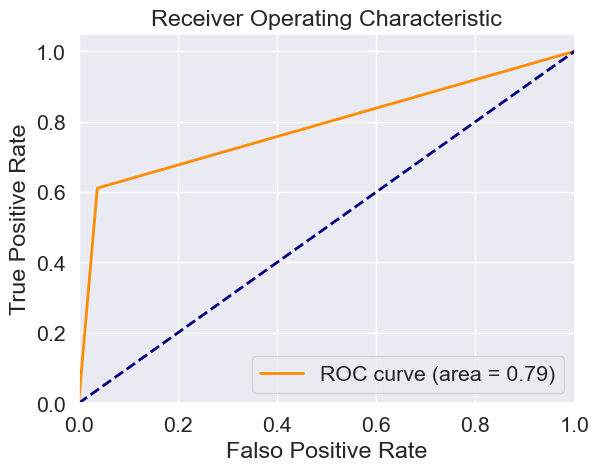 Receiver Operating Characteristic
1.0
0.8
0.6
0.4
0.2
0.0
True Positive Rate
ROC curve (area = 0.79)
0.0 0.2 0.4 0.6 0.8 1.0
Falso Positive Rate